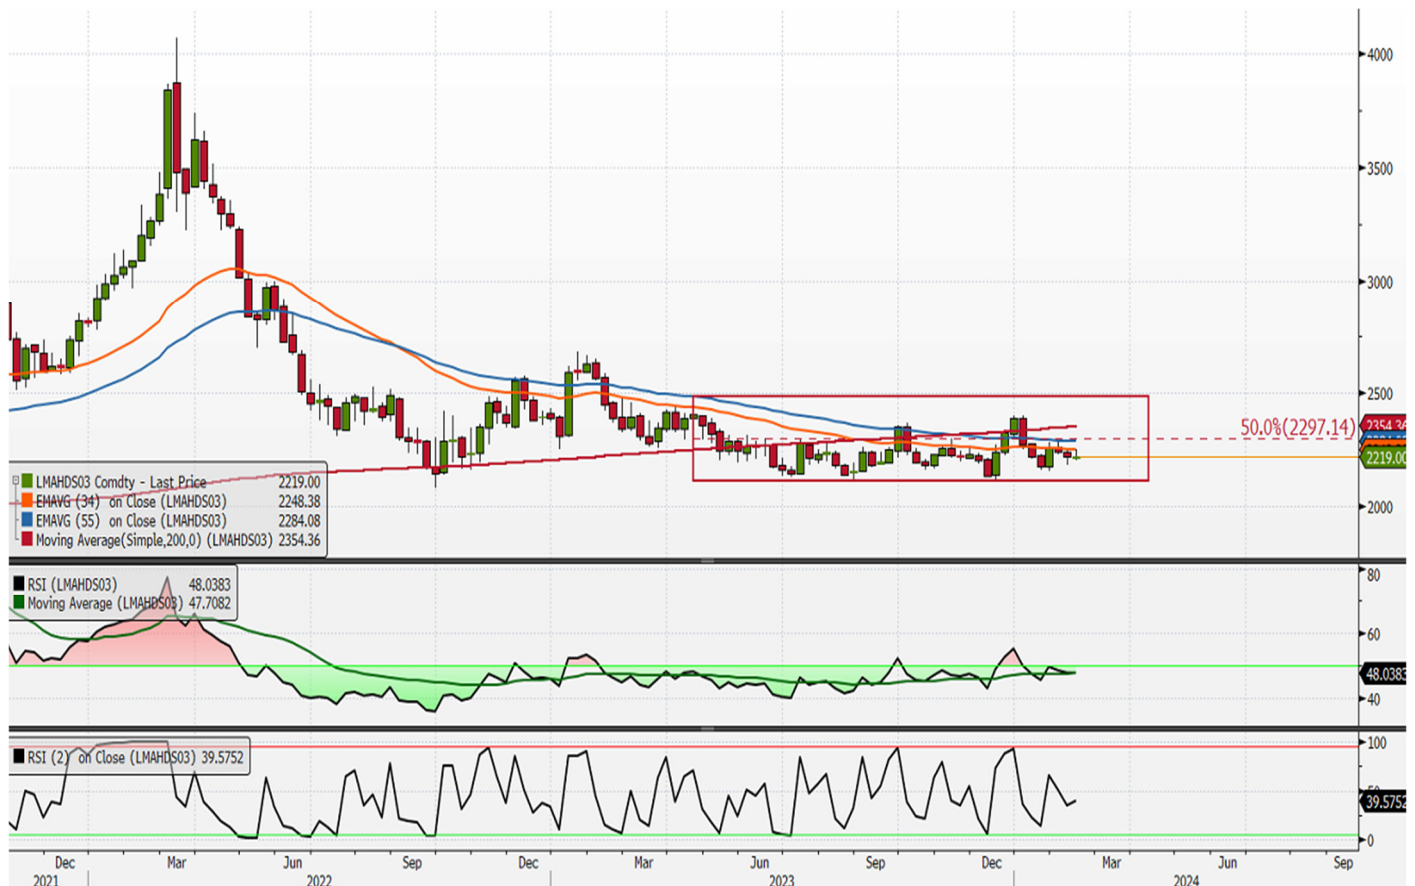 4000
3500
3000
2500
50.0%(2297.14)
2354.36
2219.00
2000
LMAHDS03 Comdty - Last Price 2219.00
EMAVG (34) on Close (LMAHDS03) 2248.38
EMAVG (55) on Close (LMAHDS03) 2284.08
Moving Average(Simple,200,0) (LMAHDS03) 2354.36
80
RSI (LMAHDS03) 48.0383
Moving Average (LMAHDS03) 47.7082
60
48.0383
40
100
RSI (2) on Close (LMAHDS03) 39.5752
50
39.5752
0
Dec Mar Jun Sep Dec Mar Jun Sep Dec Mar Jun Sep
2021 2022 2023 2024